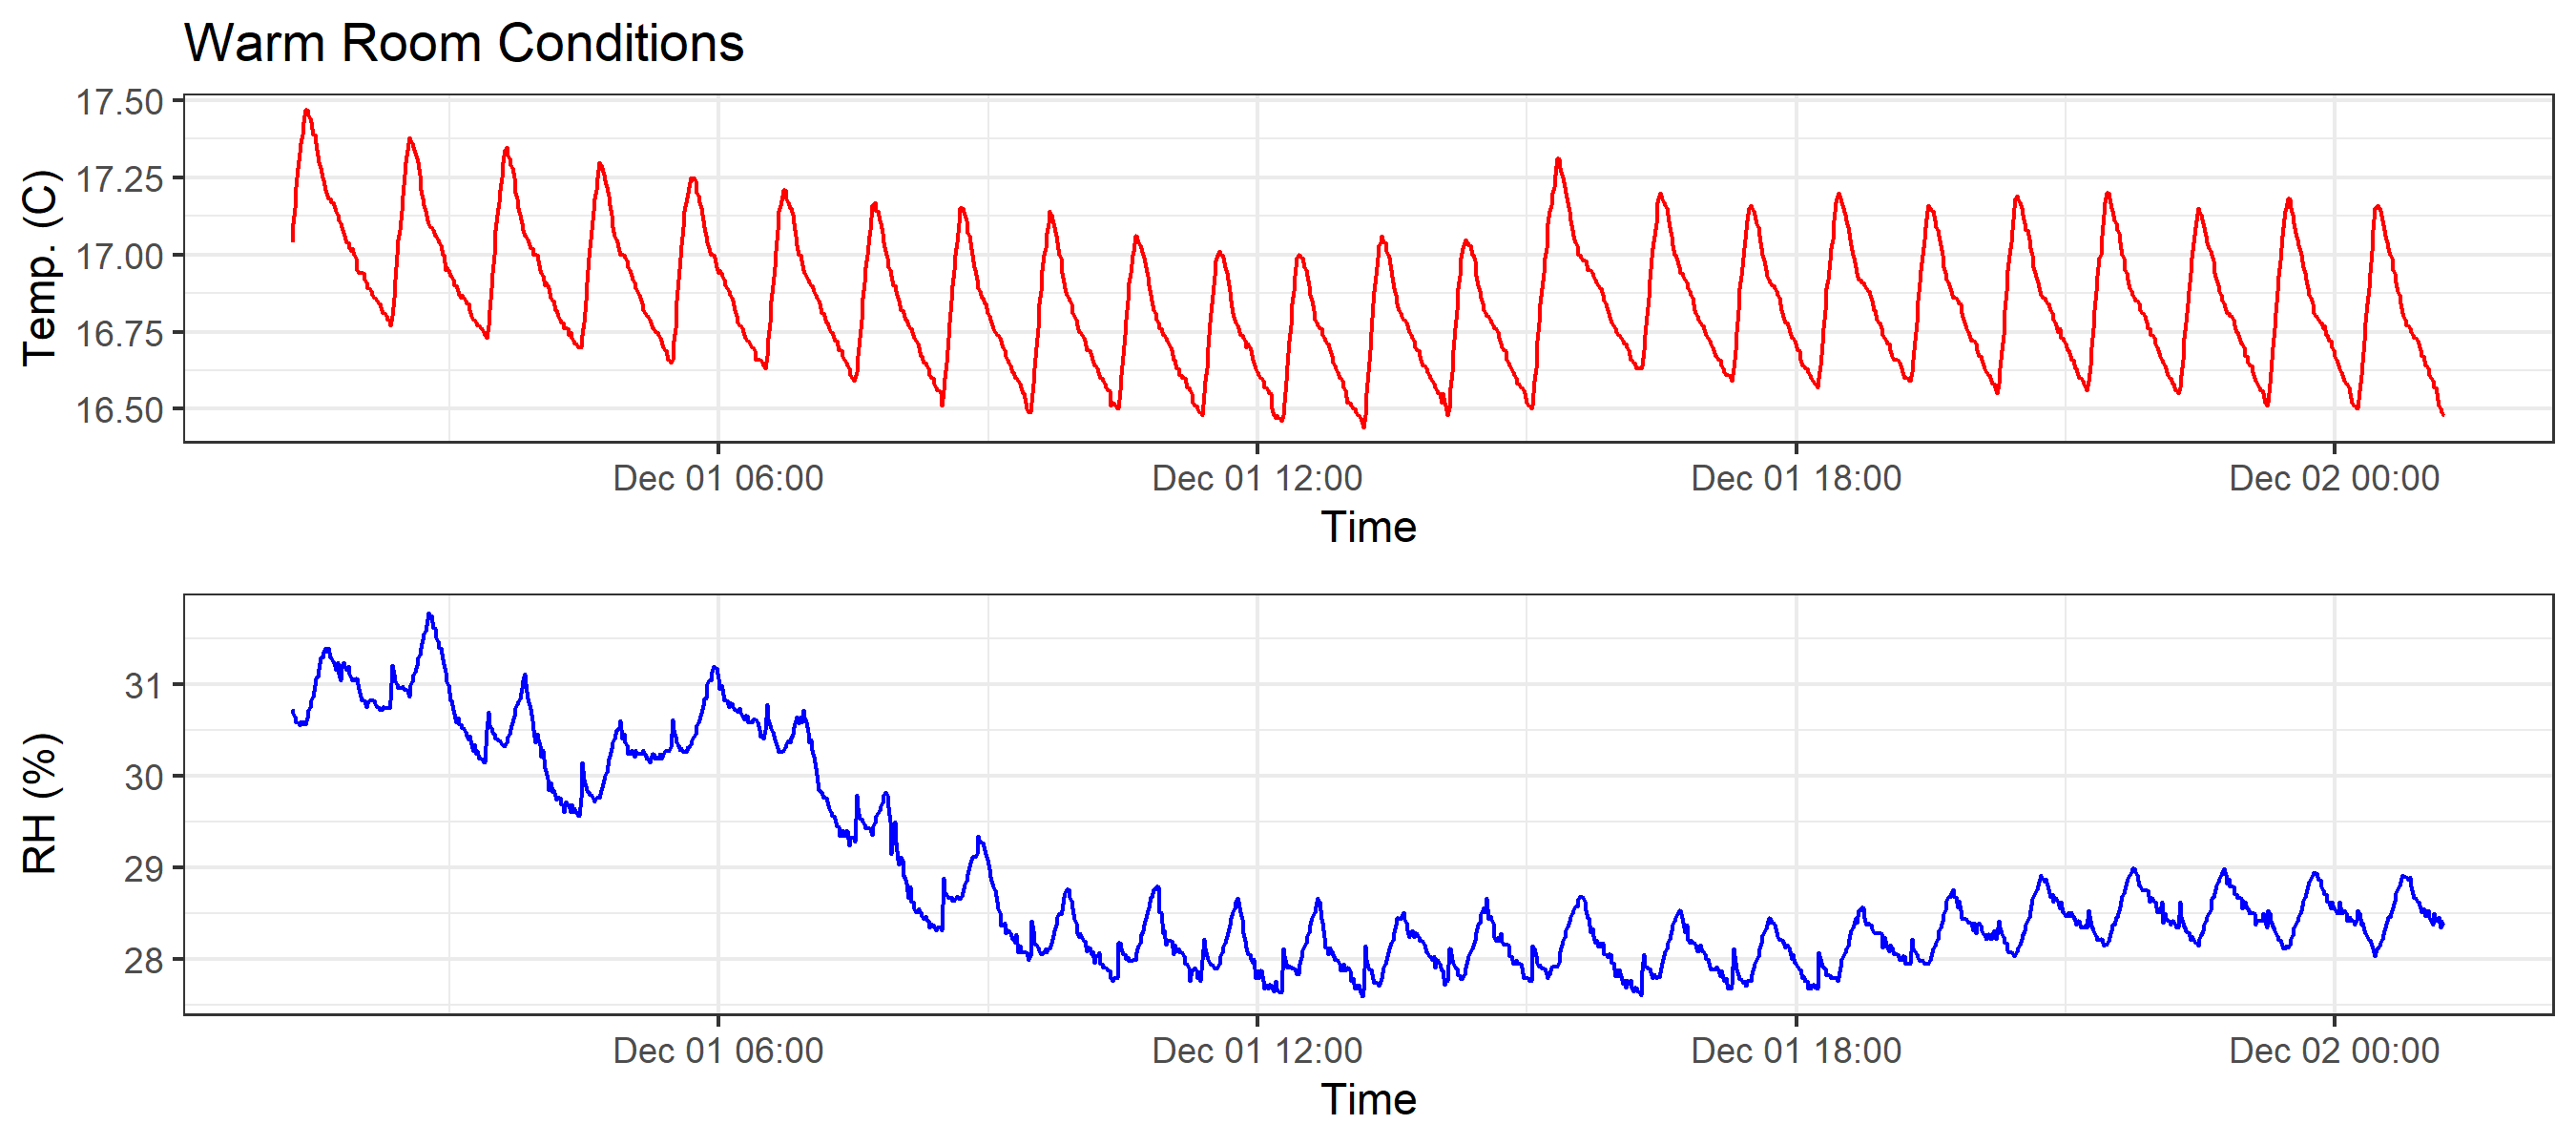 Warm Room Conditions
17.50
17.25
17.00
16.75
16.50
Temp. (C)
Dec 01 06:00 Dec 01 12:00 Dec 01 18:00 Dec 02 00:00
Time
31
30
29
28
RH (%)
Dec 01 06:00 Dec 01 12:00 Dec 01 18:00 Dec 02 00:00
Time